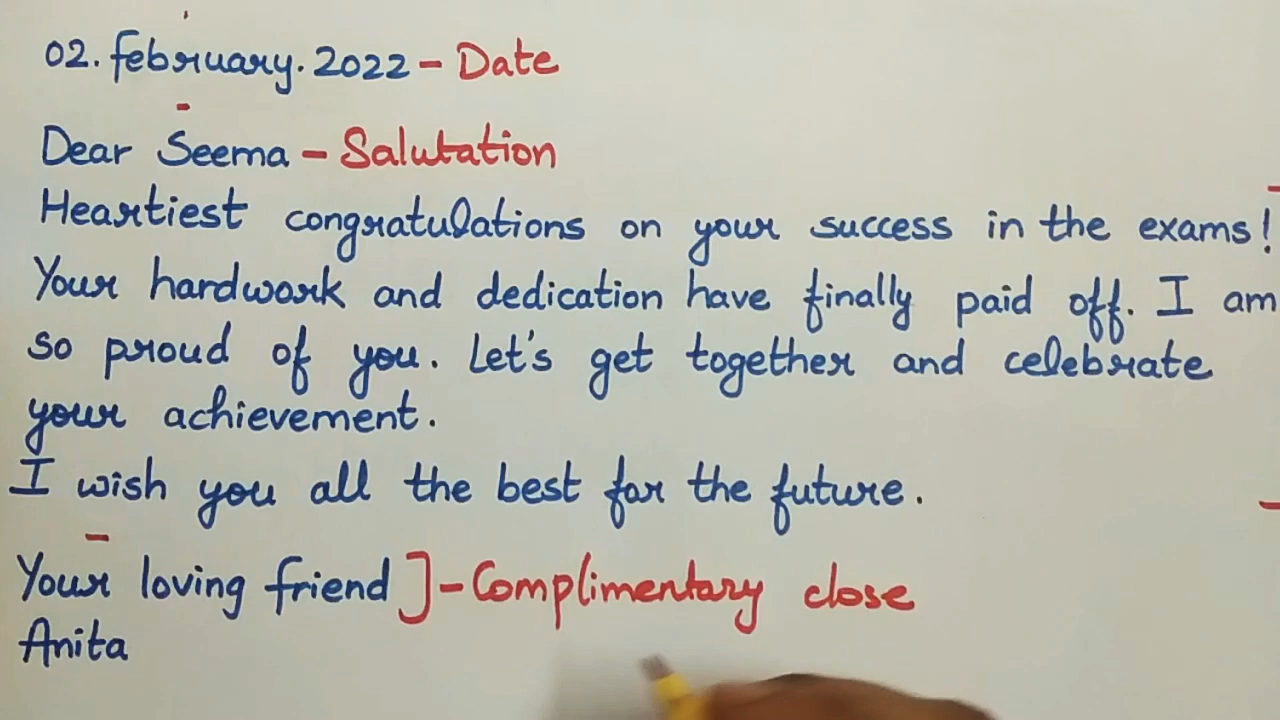 02. february. 2022 - Date
Dear Seema - Salutation
Heartiest congratulations on your success in the exams!
Your hardwork and dedication have finally paid off. I am
so proud of you. Let's get together and celebrate
your achievement.
I wish you all the best for the future.
Your loving friend ] - Complimentary close
Anita